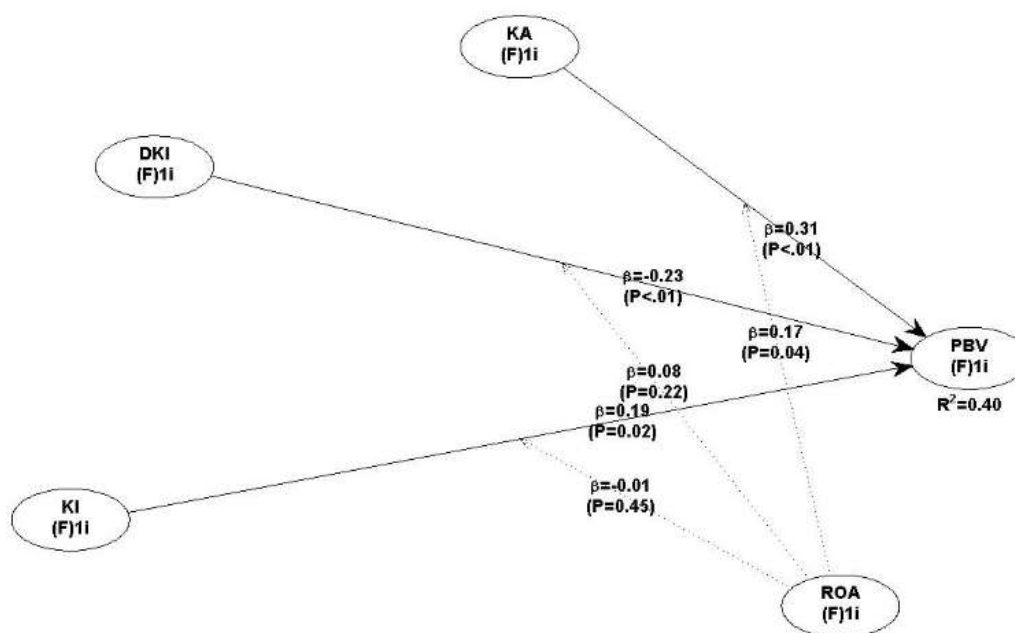 KA
(F)1i
DKI
(F)1i
β=0.31
(P<.01)
β=-0.23
(P<.01)
β=0.17
(P=0.04)
PBV
(F)1i
R²=0.40
β=0.08
(P=0.22)
β=0.19
(P=0.02)
β=-0.01
(P=0.45)
KI
(F)1i
ROA
(F)1i